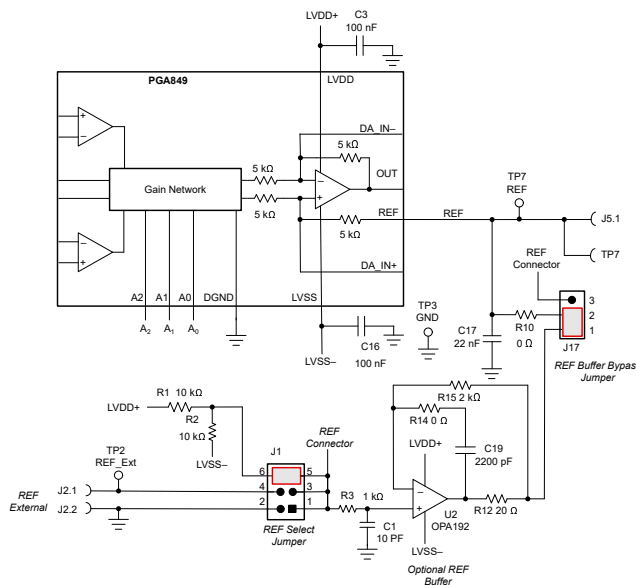 LVDD+
C3
100 nF
PGA849
LVDD
DA_IN–
5 kΩ
OUT
5 kΩ
Gain Network
5 kΩ
REF
5 kΩ
REF
TP7
REF
J5.1
TP7
DA_IN+
REF
Connector
A2
A1
A0
DGND
LVSS
A2
A1
A0
LVSS–
C16
100 nF
TP3
GND
C17
22 nF
R10
0 Ω
3
2
1
J17
REF Buffer Bypas
Jumper
R1 10 kΩ
LVDD+
R2
10 kΩ
LVSS–
R15 2 kΩ
R14 0 Ω
LVDD+
C19
2200 pF
TP2
REF_Ext
J1
REF
Connector
6
5
4
3
2
1
REF
External
J2.1
J2.2
REF Select
Jumper
R3
1 kΩ
C1
10 PF
U2
OPA192
R12 20 Ω
LVSS–
Optional REF
Buffer